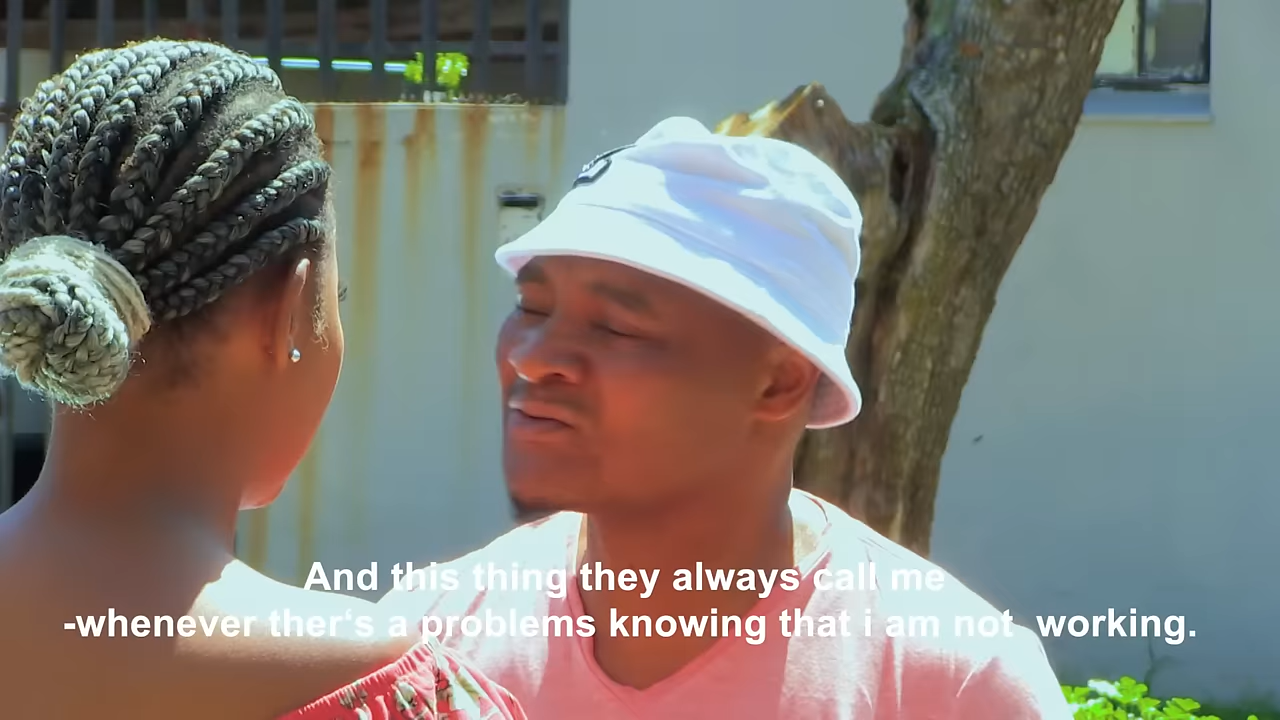 And this thing they always call me
-whenever ther‘s a problems knowing that i am not  working.